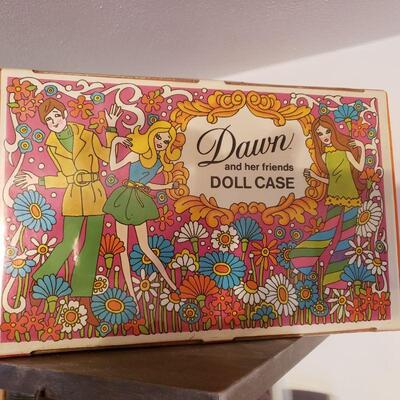 Dawn
and her friends
DOLL CASE